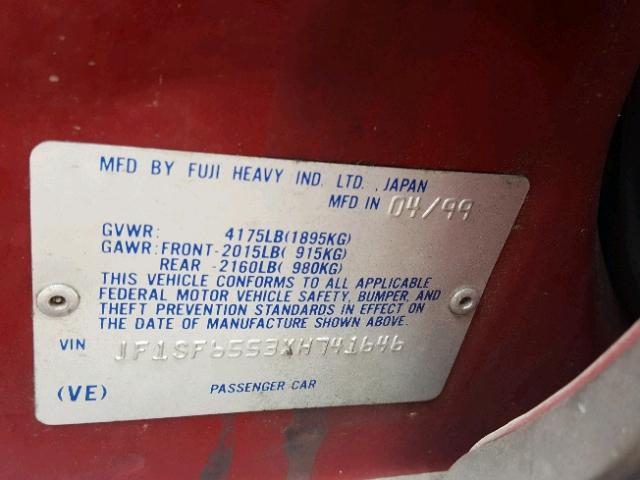 MFD BY FUJI HEAVY IND. LTD., JAPAN
MFD IN 04/99
GVWR: 4175LB(1895KG)
GAWR: FRONT-2015LB( 915KG)
REAR -2160LB( 980KG)
THIS VEHICLE CONFORMS TO ALL APPLICABLE
FEDERAL MOTOR VEHICLE SAFETY, BUMPER, AND
THEFT PREVENTION STANDARDS IN EFFECT ON
THE DATE OF MANUFACTURE SHOWN ABOVE.
VIN JF1SF6553XH741646
(VE) PASSENGER CAR